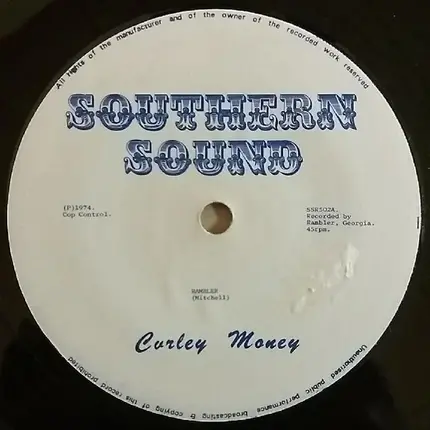 All rights of the manufacturer and of the owner of the recorded work reserved
SOUTHERN
SOUND
(P)1974.
Cop Control.
SSR502A.
Recorded by
Rambler, Georgia.
45rpm.
RAMBLER
(Mitchell)
Curley Money
Unauthorised public performance broadcasting & copying of this record prohibited